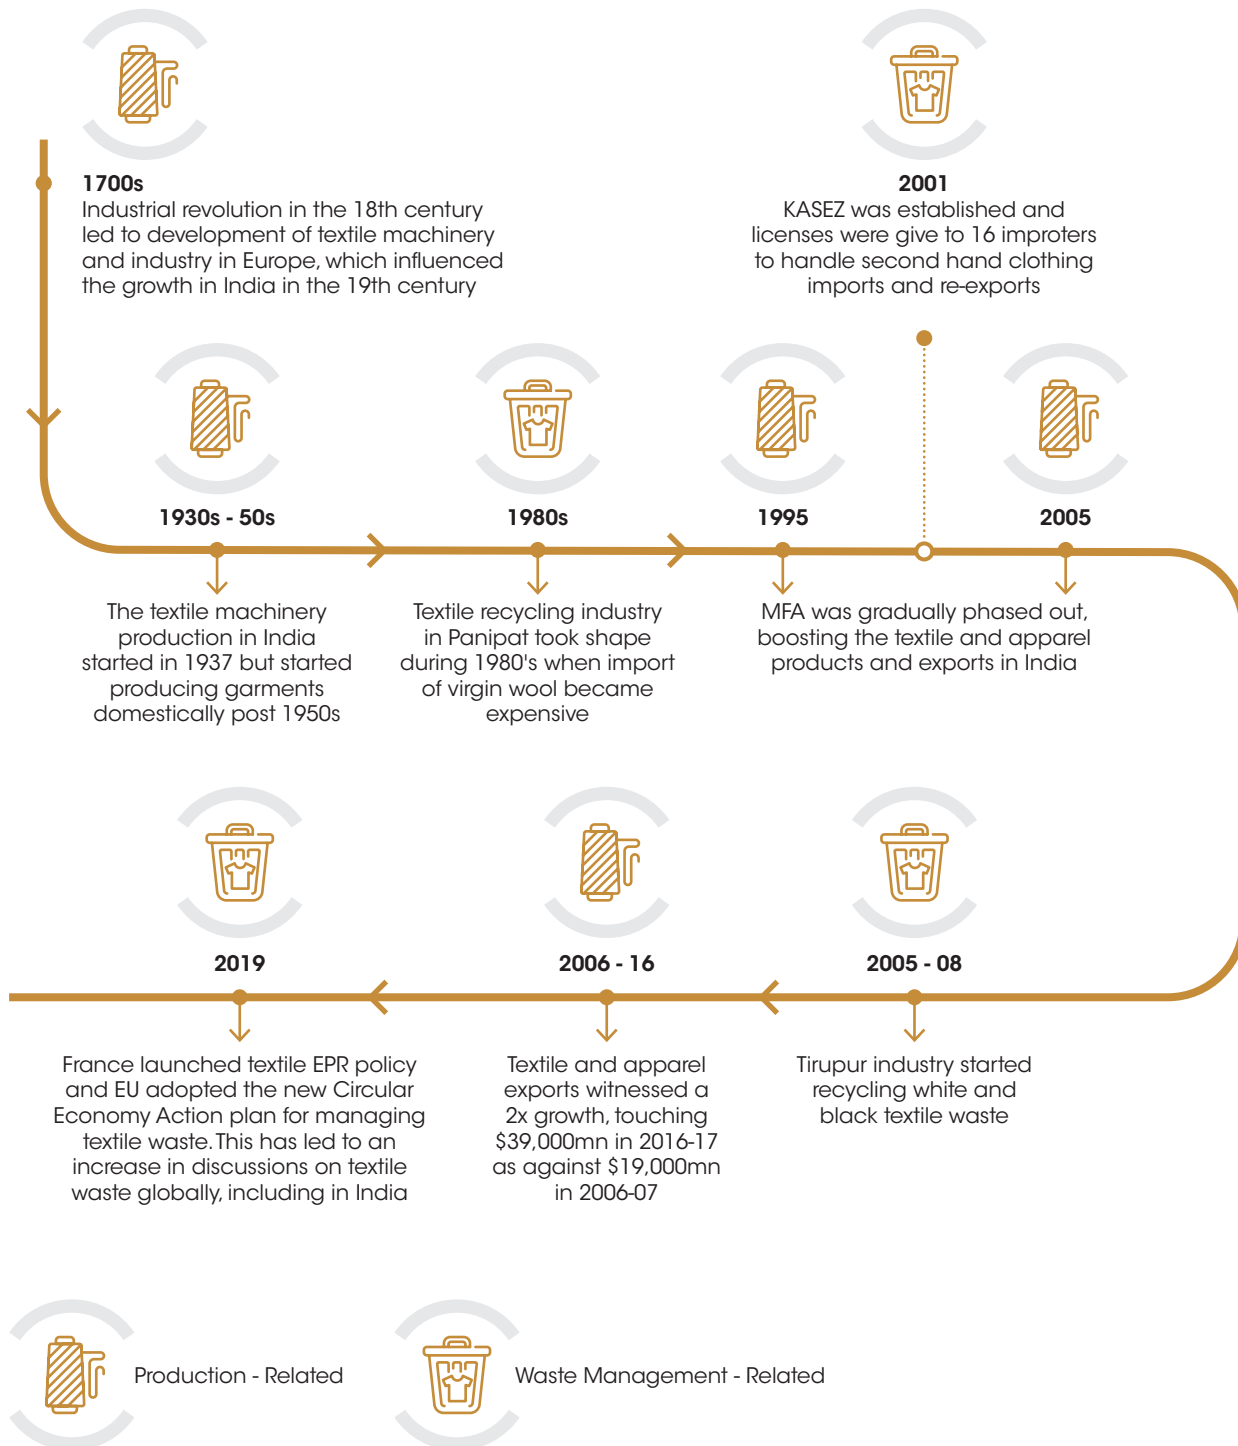 1700s
Industrial revolution in the 18th century
led to development of textile machinery
and industry in Europe, which influenced
the growth in India in the 19th century
2001
KASEZ was established and
licenses were give to 16 improters
to handle second hand clothing
imports and re-exports
1930s - 50s
The textile machinery
production in India
started in 1937 but started
producing garments
domestically post 1950s
1980s
Textile recycling industry
in Panipat took shape
during 1980's when import
of virgin wool became
expensive
1995
2005
MFA was gradually phased out,
boosting the textile and apparel
products and exports in India
2019
France launched textile EPR policy
and EU adopted the new Circular
Economy Action plan for managing
textile waste. This has led to an
increase in discussions on textile
waste globally, including in India
2006 - 16
Textile and apparel
exports witnessed a
2x growth, touching
$39,000mn in 2016-17
as against $19,000mn
in 2006-07
2005 - 08
Tirupur industry started
recycling white and
black textile waste
Production - Related
Waste Management - Related